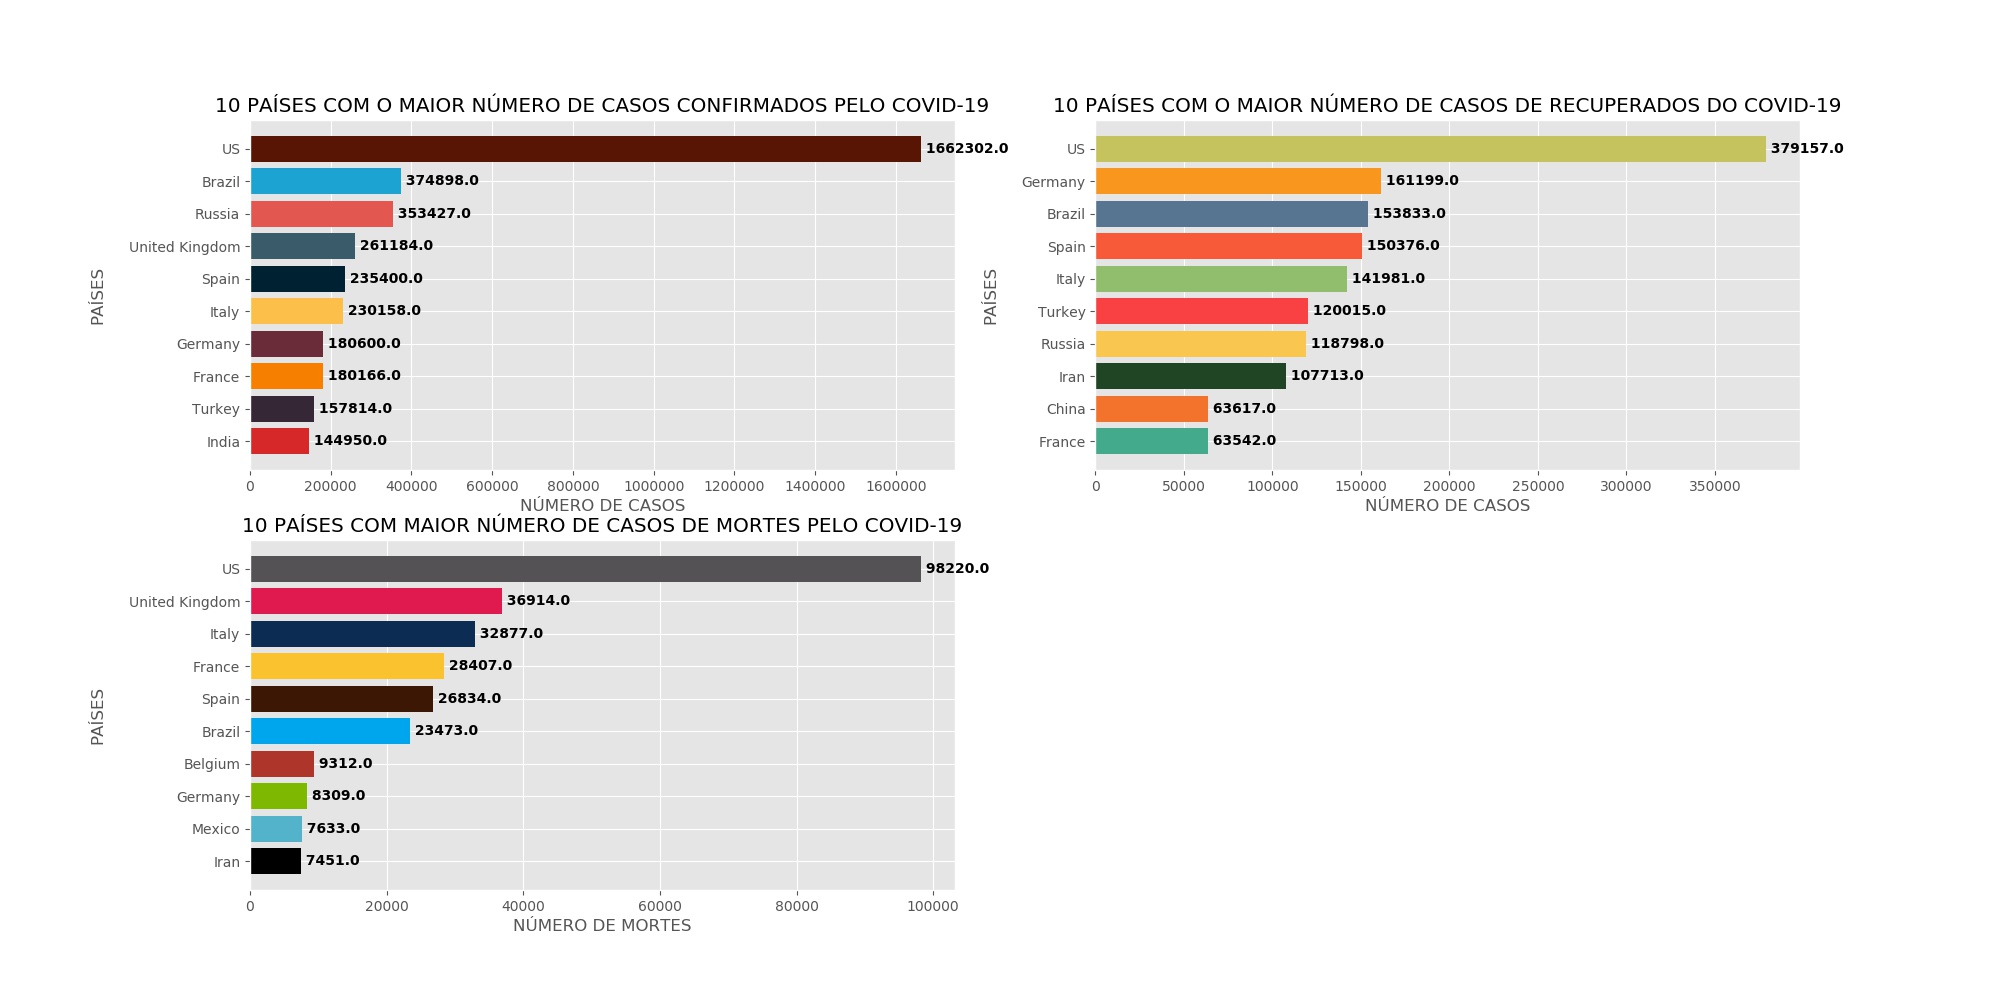 10 PAÍSES COM O MAIOR NÚMERO DE CASOS CONFIRMADOS PELO COVID-19
US 1662302.0
Brazil 374898.0
Russia 353427.0
United Kingdom 261184.0
Spain 235400.0
Italy 230158.0
Germany 180600.0
France 180166.0
Turkey 157814.0
India 144950.0
PAÍSES
0 200000 400000 600000 800000 1000000 1200000 1400000 1600000
NÚMERO DE CASOS
10 PAÍSES COM O MAIOR NÚMERO DE CASOS DE RECUPERADOS DO COVID-19
US 379157.0
Germany 161199.0
Brazil 153833.0
Spain 150376.0
Italy 141981.0
Turkey 120015.0
Russia 118798.0
Iran 107713.0
China 63617.0
France 63542.0
PAÍSES
0 50000 100000 150000 200000 250000 300000 350000
NÚMERO DE CASOS
10 PAÍSES COM MAIOR NÚMERO DE CASOS DE MORTES PELO COVID-19
US 98220.0
United Kingdom 36914.0
Italy 32877.0
France 28407.0
Spain 26834.0
Brazil 23473.0
Belgium 9312.0
Germany 8309.0
Mexico 7633.0
Iran 7451.0
PAÍSES
0 20000 40000 60000 80000 100000
NÚMERO DE MORTES